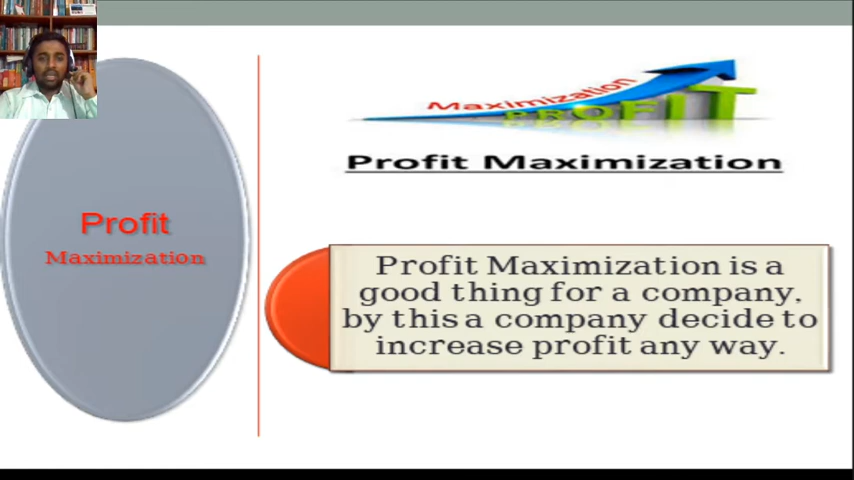 Maximization
PROFIT
Profit Maximization
Profit
Maximization
Profit Maximization is a
good thing for a company,
by this a company decide to
increase profit any way.